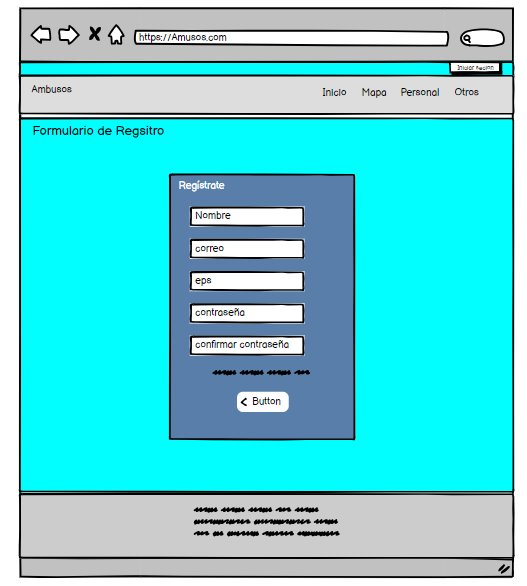 https://Amusos.com
Iniciar sesion
Ambusos
Inicio Mapa Personal Otros
Formulario de Regsitro
Regístrate
Nombre
correo
eps
contraseña
confirmar contraseña
Button